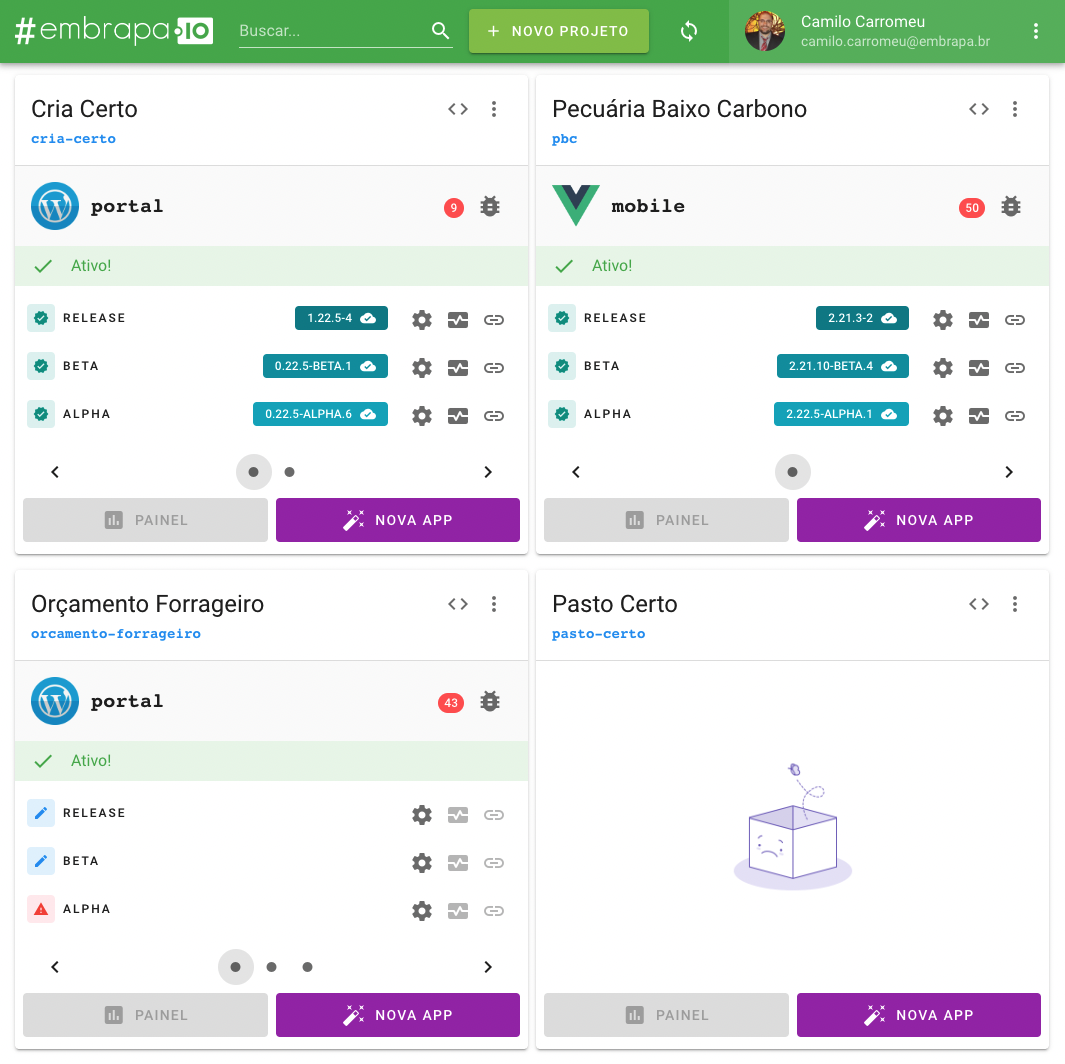 #embrapa.IO
Buscar...
+ NOVO PROJETO
Camilo Carromeu
camilo.carromeu@embrapa.br
Cria Certo
cria-certo
portal
9
Ativo!
RELEASE
1.22.5-4
BETA
0.22.5-BETA.1
ALPHA
0.22.5-ALPHA.6
PAINEL
NOVA APP
Pecuária Baixo Carbono
pbc
mobile
50
Ativo!
RELEASE
2.21.3-2
BETA
2.21.10-BETA.4
ALPHA
2.22.5-ALPHA.1
PAINEL
NOVA APP
Orçamento Forrageiro
orcamento-forrageiro
portal
43
Ativo!
RELEASE
BETA
ALPHA
PAINEL
NOVA APP
Pasto Certo
pasto-certo
PAINEL
NOVA APP